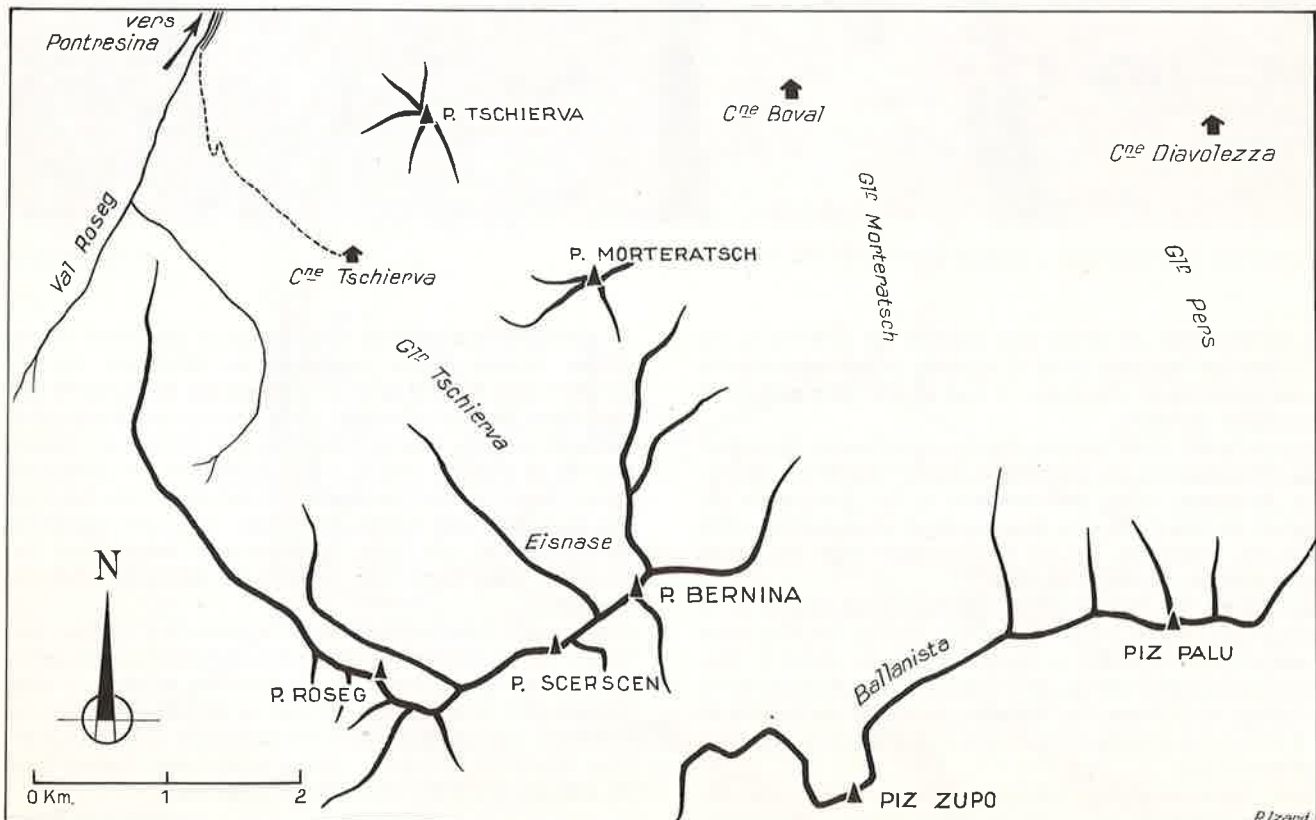 vers
Pontresina
P. TSCHIERVA
Cne Boval
Cne Diavolezza
Val Roseg
Cne Tschierva
P. MORTERATSCH
Glr Morteratsch
Glr Pers
Glr Tschierva
Eisnase
N
P. BERNINA
P. ROSEG
P. SCERSCEN
Ballanista
PIZ PALU
0 Km. 1 2
PIZ ZUPO
P. Izard